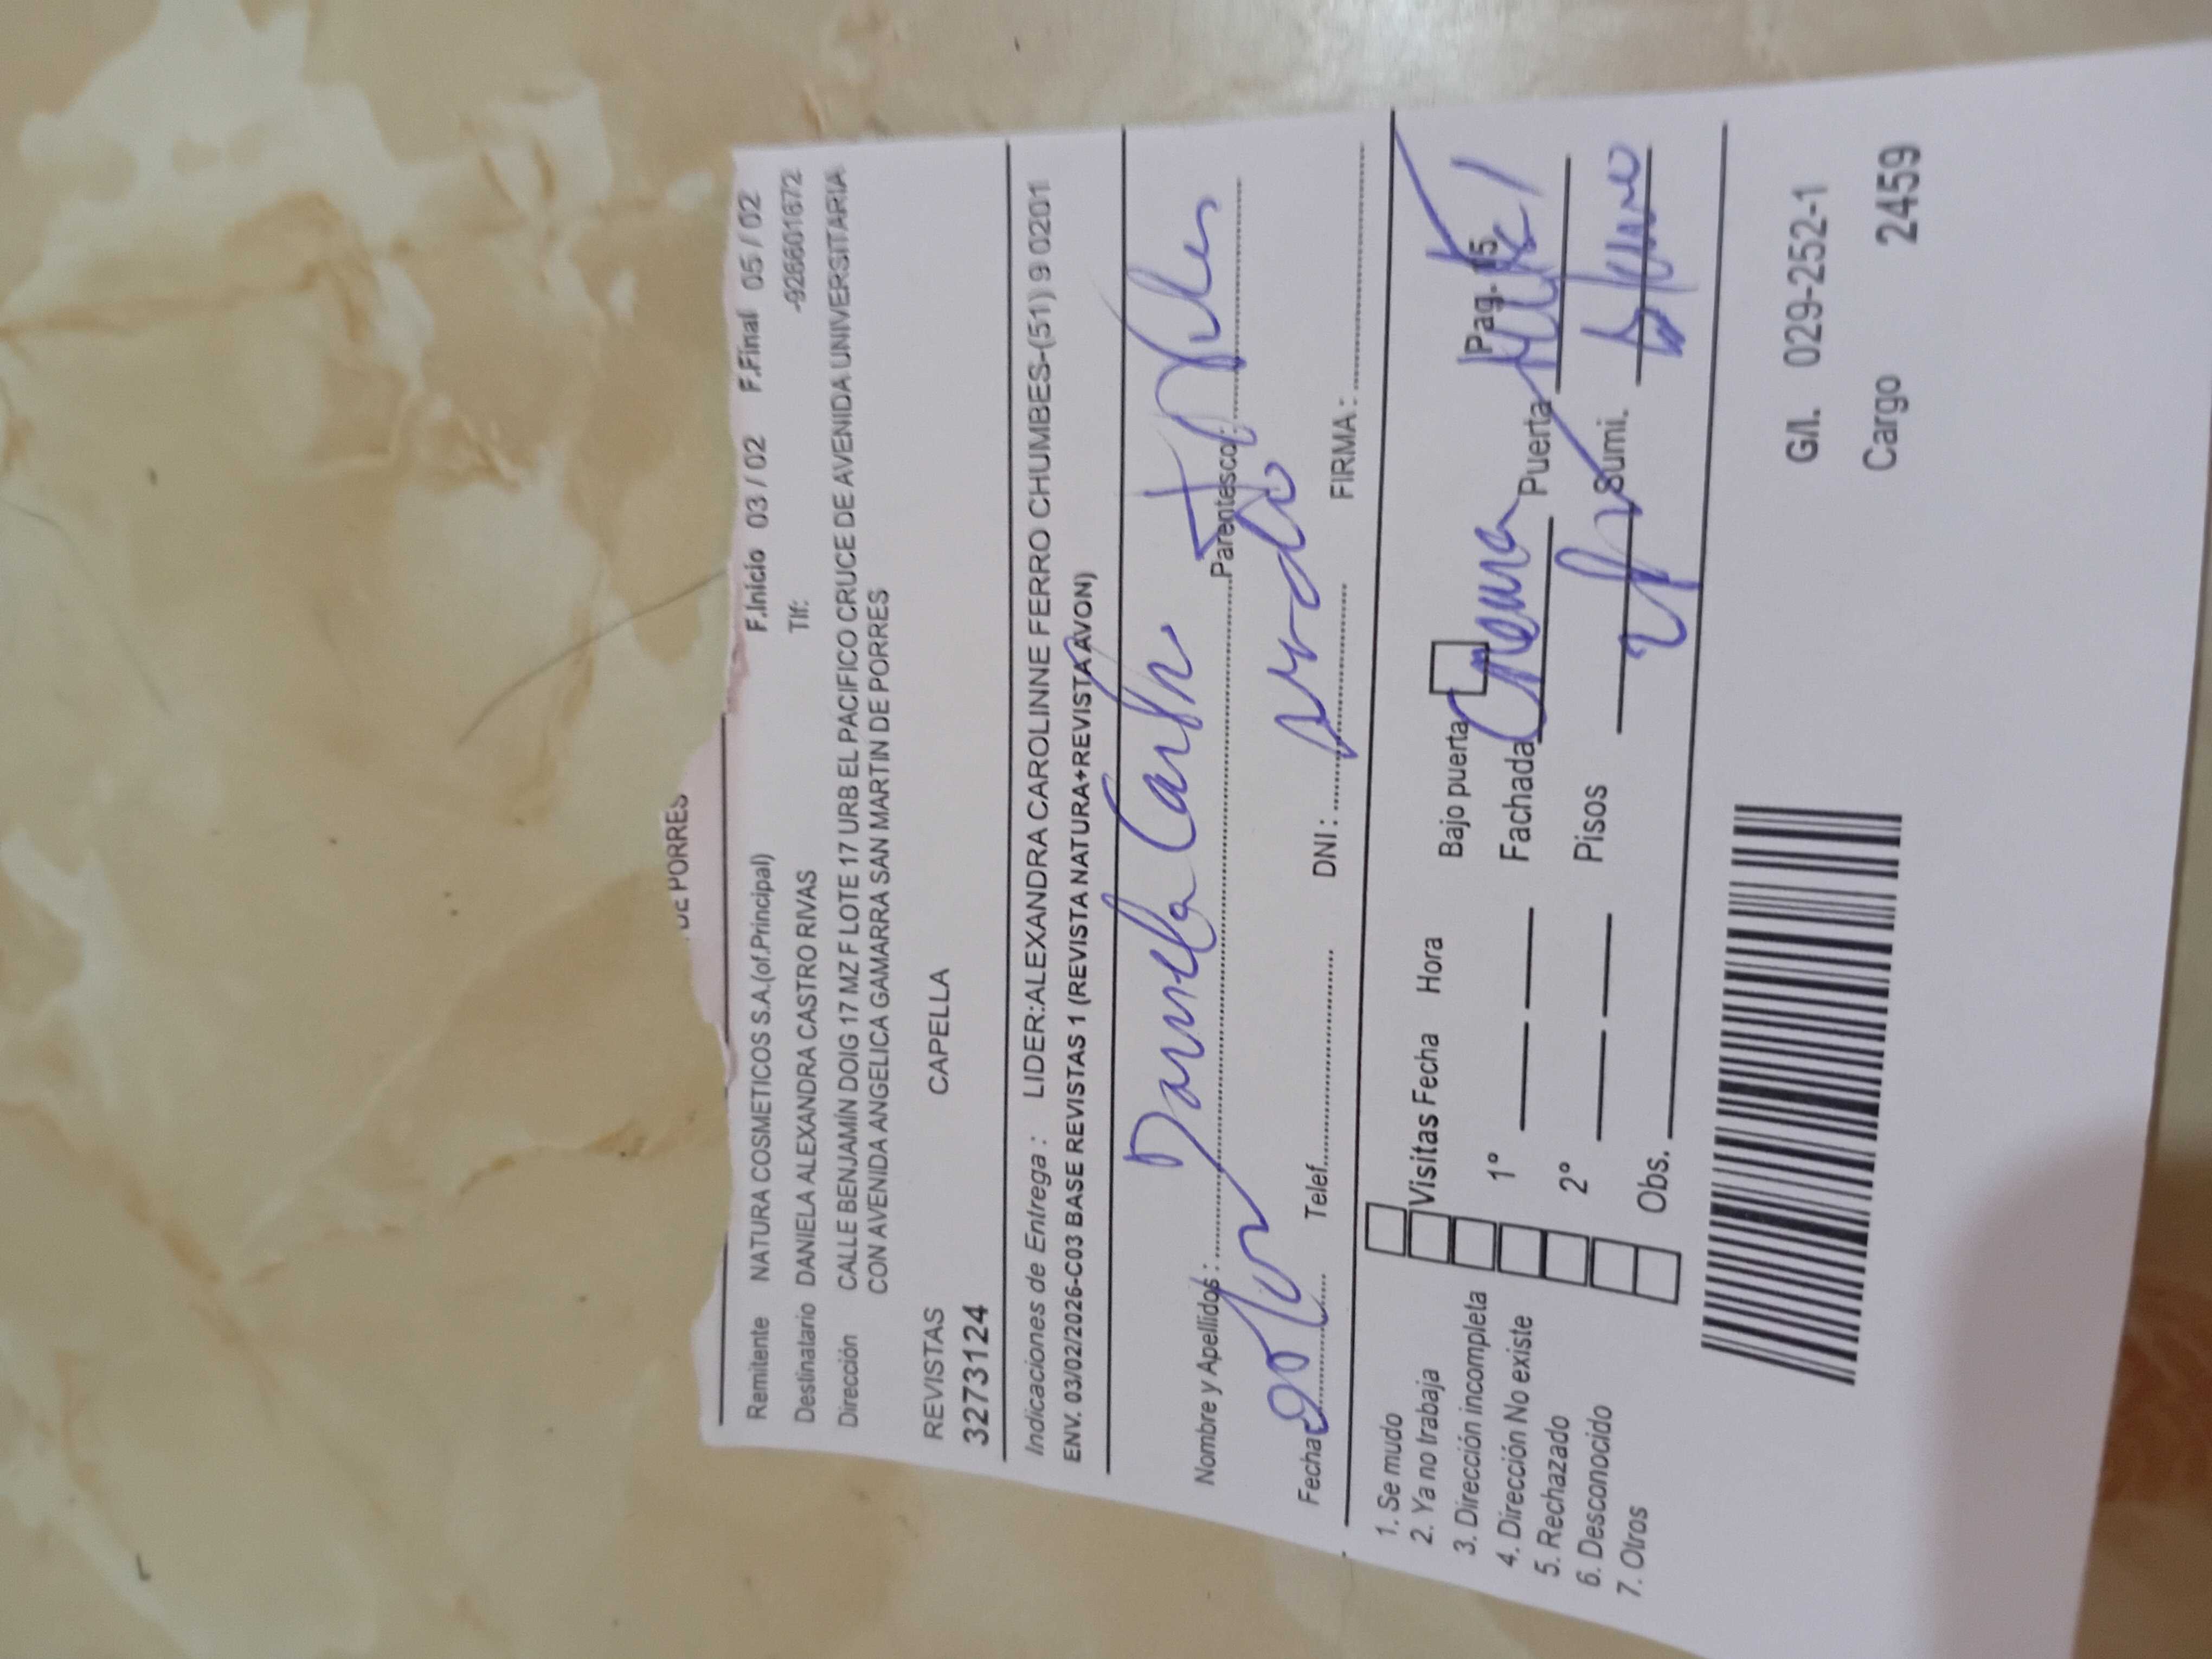 DE PORRES
Remitente NATURA COSMETICOS S.A.(of.Principal) F.Inicio 03 / 02 F.Final 05 / 02
Destinatario DANIELA ALEXANDRA CASTRO RIVAS Tlf: -926601672
Dirección CALLE BENJAMÍN DOIG 17 MZ F LOTE 17 URB EL PACIFICO CRUCE DE AVENIDA UNIVERSITARIA
CON AVENIDA ANGELICA GAMARRA SAN MARTIN DE PORRES
REVISTAS CAPELLA
3273124
Indicaciones de Entrega : LIDER:ALEXANDRA CAROLINNE FERRO CHUMBES-(51) 9 0201
ENV. 03/02/2026-C03 BASE REVISTAS 1 (REVISTA NATURA+REVISTA AVON)
Nombre y Apellidos : Daniella Castro Parentesco :
Fecha Telef. DNI : FIRMA :
1. Se mudo
2. Ya no trabaja Visitas Fecha Hora Bajo puerta Pag. 15
3. Dirección incompleta 1° Fachada Crema Puerta
4. Dirección No existe
5. Rechazado 2° Pisos Sumi.
6. Desconocido
7. Otros Obs.
G/I. 029-2522-1
Cargo 2459